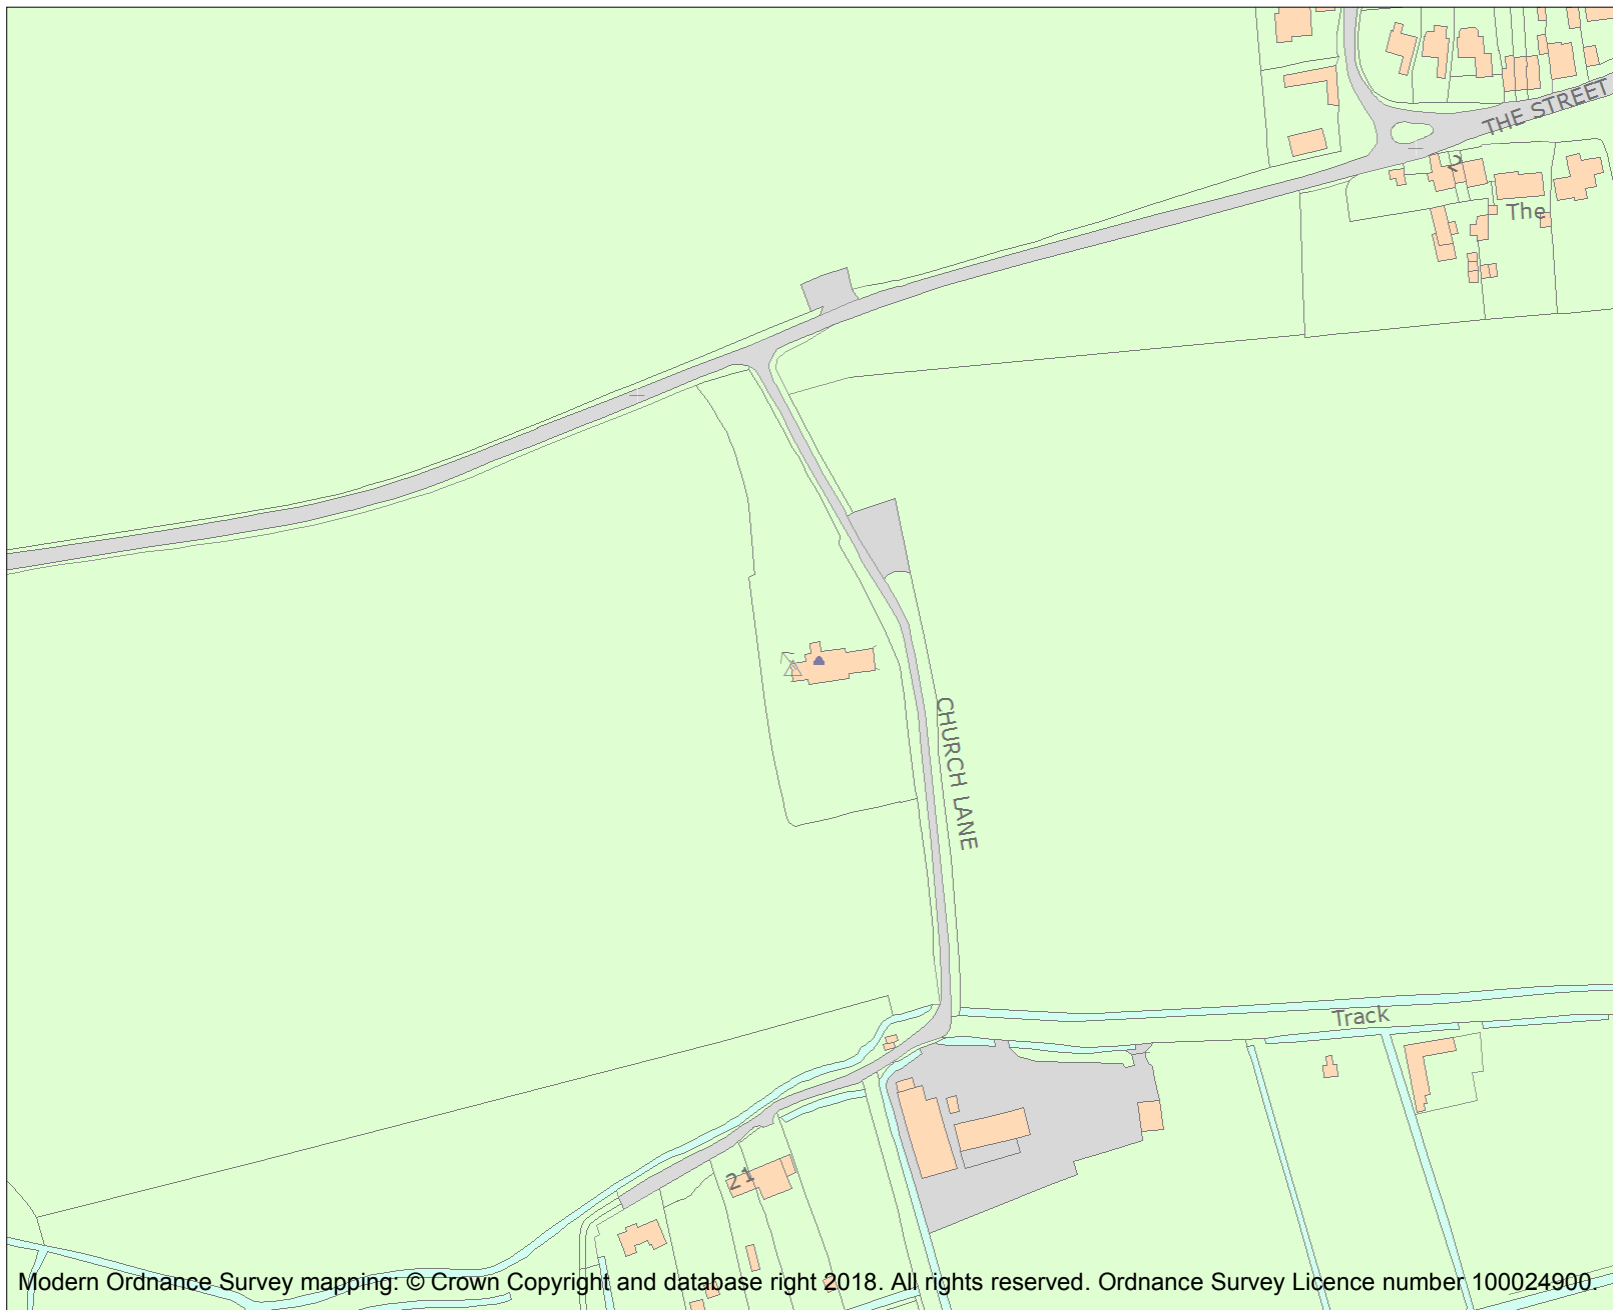 THE STREET
2
The
CHURCH LANE
Track
21
Modern Ordnance Survey mapping: © Crown Copyright and database right 2018. All rights reserved. Ordnance Survey Licence number 100024900.